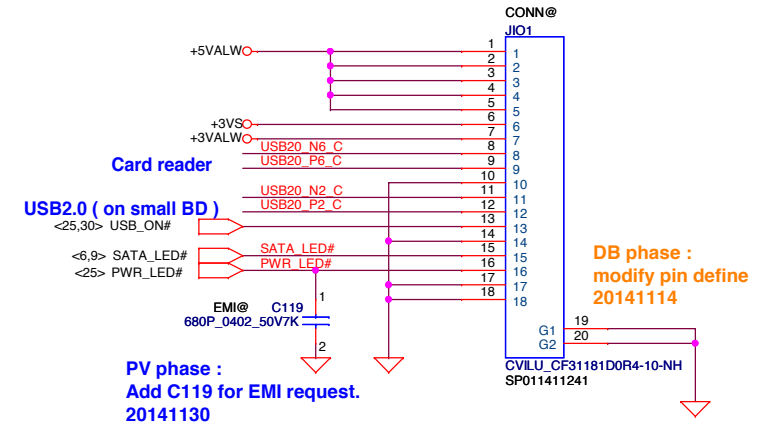 CONN@
JIO1
+5VALW
1 1
2 2
3 3
4 4
5 5
+3VS 6 6
+3VALW 7 7
USB20_N6_C 8 8
Card reader USB20_P6_C 9 9
10 10
USB20_N2_C 11 11
USB2.0 ( on small BD ) USB20_P2_C 12 12
<25,30> USB_ON# 13 13
14 14
<6,9> SATA_LED# SATA_LED# 15 15
<25> PWR_LED# PWR_LED# 16 16
17 17
18 18
DB phase :
modify pin define
20141114
1
EMI@ C119
680P_0402_50V7K
2
G1 19
G2 20
CVILU_CF31181D0R4-10-NH
SP011411241
PV phase :
Add C119 for EMI request.
20141130